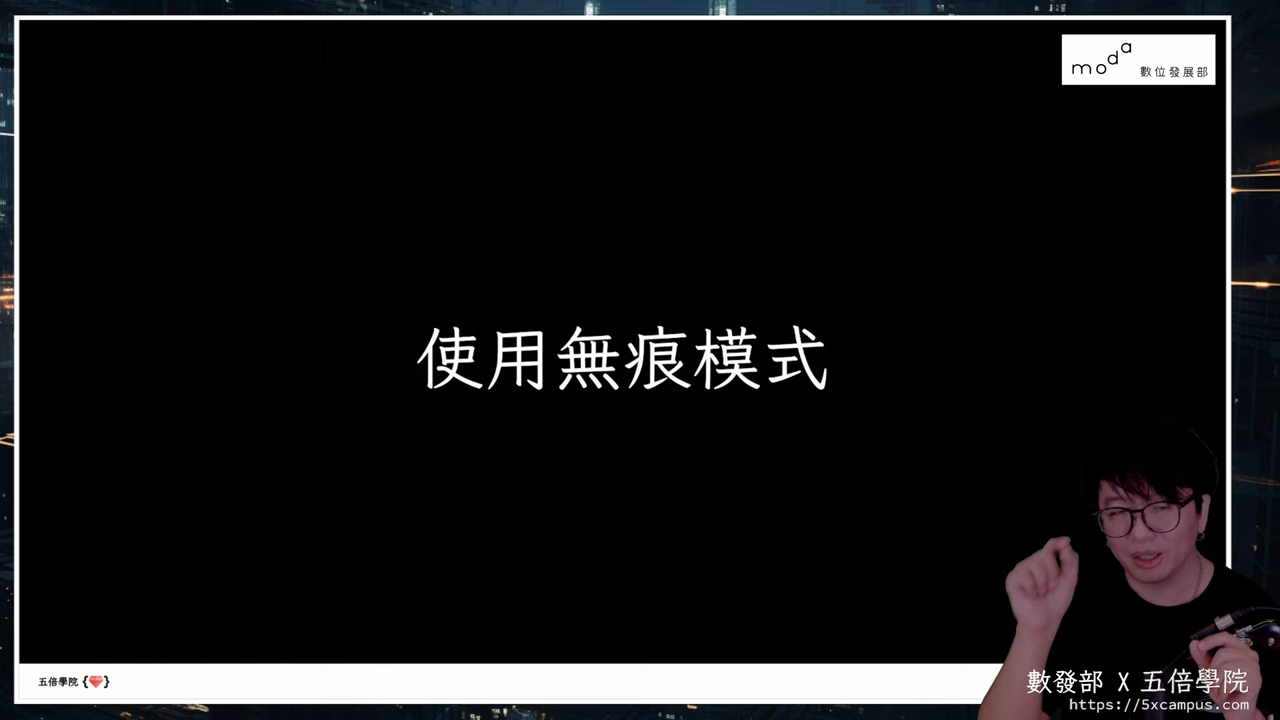 moda 數位發展部
使用無痕模式
五倍學院 { }
數發部 X 五倍學院
https://5xcampus.com